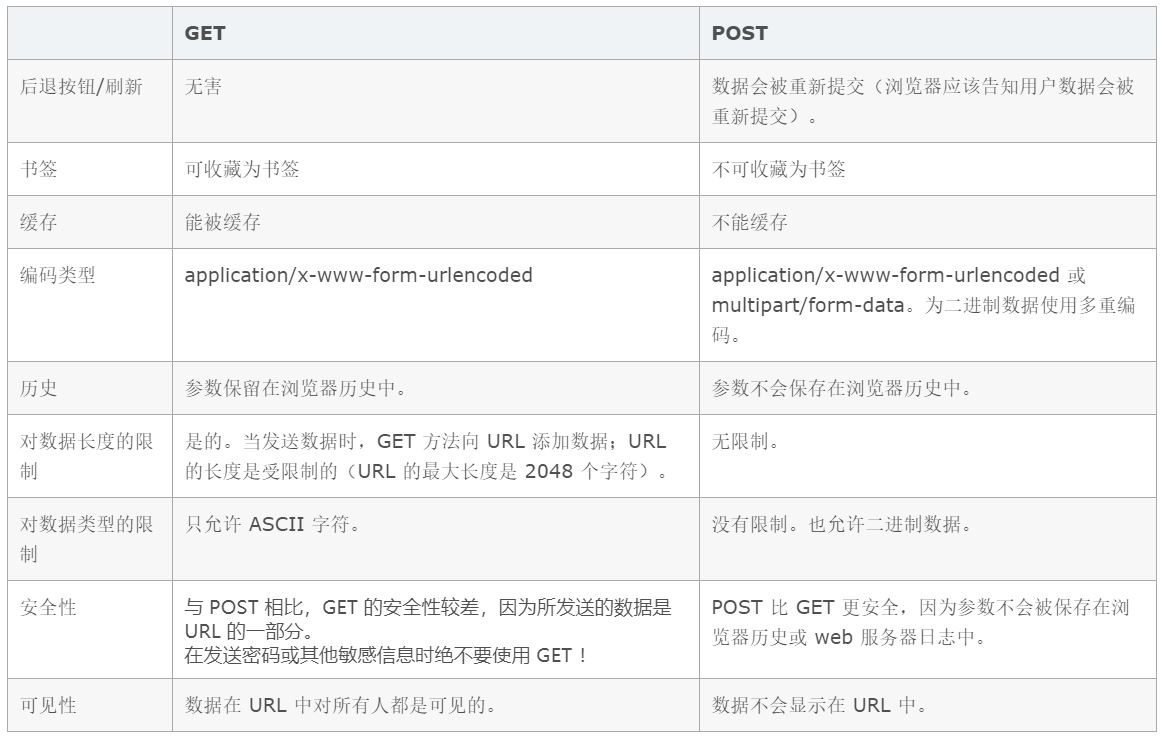 GET
POST
后退按钮/刷新
无害
数据会被重新提交（浏览器应该告知用户数据会被
重新提交）。
书签
可收藏为书签
不可收藏为书签
缓存
能被缓存
不能缓存
编码类型
application/x-www-form-urlencoded
application/x-www-form-urlencoded 或
multipart/form-data。为二进制数据使用多重编
码。
历史
参数保留在浏览器历史中。
参数不会保存在浏览器历史中。
对数据长度的限
制
是的。当发送数据时，GET 方法向 URL 添加数据；URL
的长度是受限制的（URL 的最大长度是 2048 个字符）。
无限制。
对数据类型的限
制
只允许 ASCII 字符。
没有限制。也允许二进制数据。
安全性
与 POST 相比，GET 的安全性较差，因为所发送的数据是
URL 的一部分。
在发送密码或其他敏感信息时绝不要使用 GET ！
POST 比 GET 更安全，因为参数不会被保存在浏
览器历史或 web 服务器日志中。
可见性
数据在 URL 中对所有人都是可见的。
数据不会显示在 URL 中。